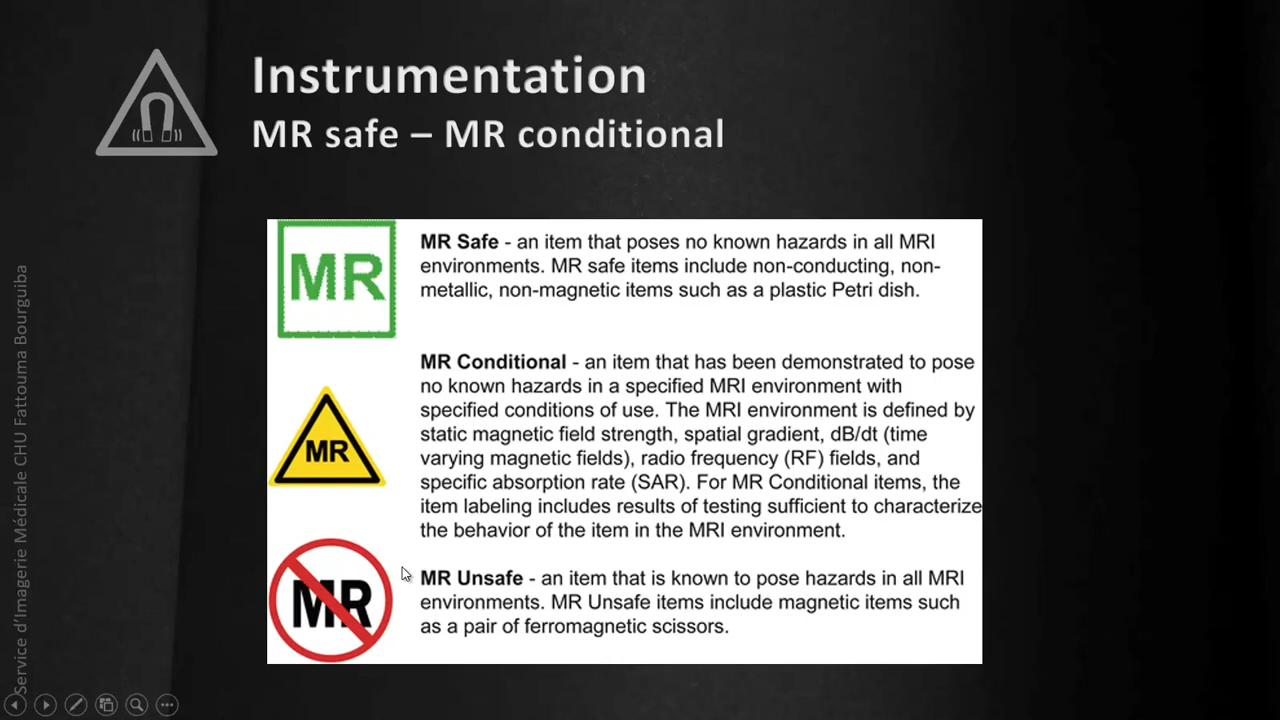 Instrumentation
MR safe – MR conditional
MR
MR Safe - an item that poses no known hazards in all MRI
environments. MR safe items include non-conducting, non-
metallic, non-magnetic items such as a plastic Petri dish.
MR
MR Conditional - an item that has been demonstrated to pose
no known hazards in a specified MRI environment with
specified conditions of use. The MRI environment is defined by
static magnetic field strength, spatial gradient, dB/dt (time
varying magnetic fields), radio frequency (RF) fields, and
specific absorption rate (SAR). For MR Conditional items, the
item labeling includes results of testing sufficient to characterize
the behavior of the item in the MRI environment.
MR
MR Unsafe - an item that is known to pose hazards in all MRI
environments. MR Unsafe items include magnetic items such
as a pair of ferromagnetic scissors.
Service d'Imagerie Médicale CHU Fattouma Bourguiba